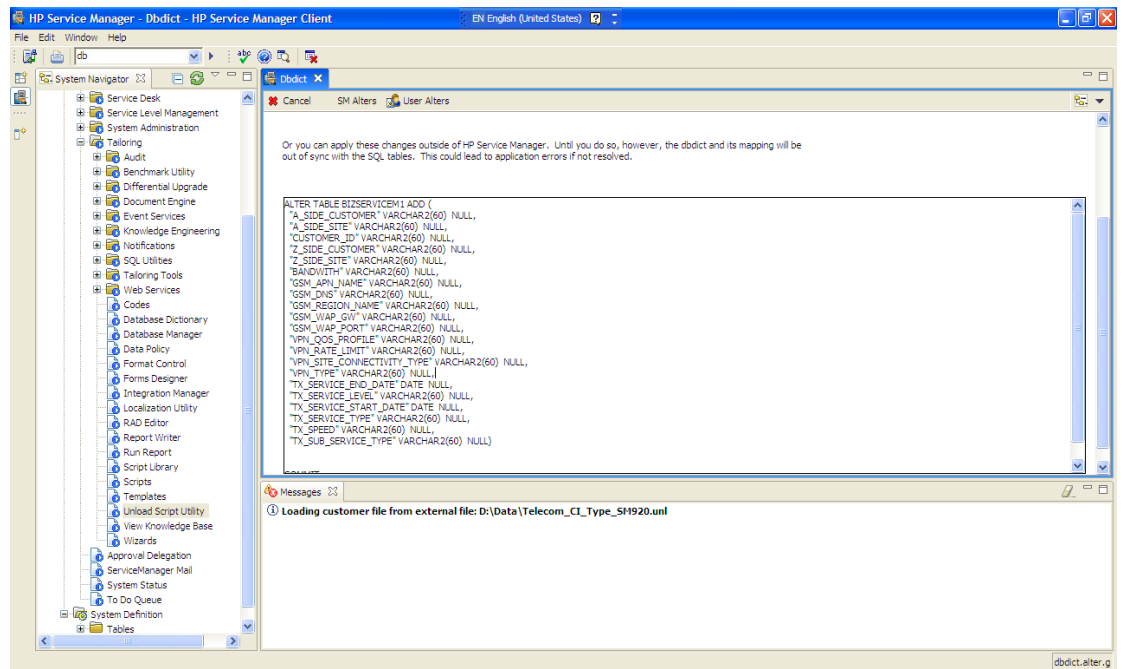 HP Service Manager - Dbdict - HP Service Manager Client
EN English (United States)
File Edit Window Help
db
abc
System Navigator
Service Desk
Service Level Management
System Administration
Tailoring
Audit
Benchmark Utility
Differential Upgrade
Document Engine
Event Services
Knowledge Engineering
Notifications
SQL Utilities
Tailoring Tools
Web Services
Codes
Database Dictionary
Database Manager
Data Policy
Format Control
Forms Designer
Integration Manager
Localization Utility
RAD Editor
Report Writer
Run Report
Script Library
Scripts
Templates
Unload Script Utility
View Knowledge Base
Wizards
Approval Delegation
ServiceManager Mail
System Status
To Do Queue
System Definition
Tables
Dbdict
Cancel SM Alters User Alters
Or you can apply these changes outside of HP Service Manager. Until you do so, however, the dbdict and its mapping will be
out of sync with the SQL tables. This could lead to application errors if not resolved.
ALTER TABLE BIZSERVICEM1 ADD (
"A_SIDE_CUSTOMER" VARCHAR2(60) NULL,
"A_SIDE_SITE" VARCHAR2(60) NULL,
"CUSTOMER_ID" VARCHAR2(60) NULL,
"Z_SIDE_CUSTOMER" VARCHAR2(60) NULL,
"Z_SIDE_SITE" VARCHAR2(60) NULL,
"BANDWITH" VARCHAR2(60) NULL,
"GSM_APN_NAME" VARCHAR2(60) NULL,
"GSM_DNS" VARCHAR2(60) NULL,
"GSM_REGION_NAME" VARCHAR2(60) NULL,
"GSM_WAP_GW" VARCHAR2(60) NULL,
"GSM_WAP_PORT" VARCHAR2(60) NULL,
"VPN_QOS_PROFILE" VARCHAR2(60) NULL,
"VPN_RATE_LIMIT" VARCHAR2(60) NULL,
"VPN_SITE_CONNECTIVITY_TYPE" VARCHAR2(60) NULL,
"VPN_TYPE" VARCHAR2(60) NULL,
"TX_SERVICE_END_DATE" DATE NULL,
"TX_SERVICE_LEVEL" VARCHAR2(60) NULL,
"TX_SERVICE_START_DATE" DATE NULL,
"TX_SERVICE_TYPE" VARCHAR2(60) NULL,
"TX_SPEED" VARCHAR2(60) NULL,
"TX_SUB_SERVICE_TYPE" VARCHAR2(60) NULL)
Messages
Loading customer file from external file: D:\Data\Telecom_CI_Type_SM920.unl
dbdict.alter.g